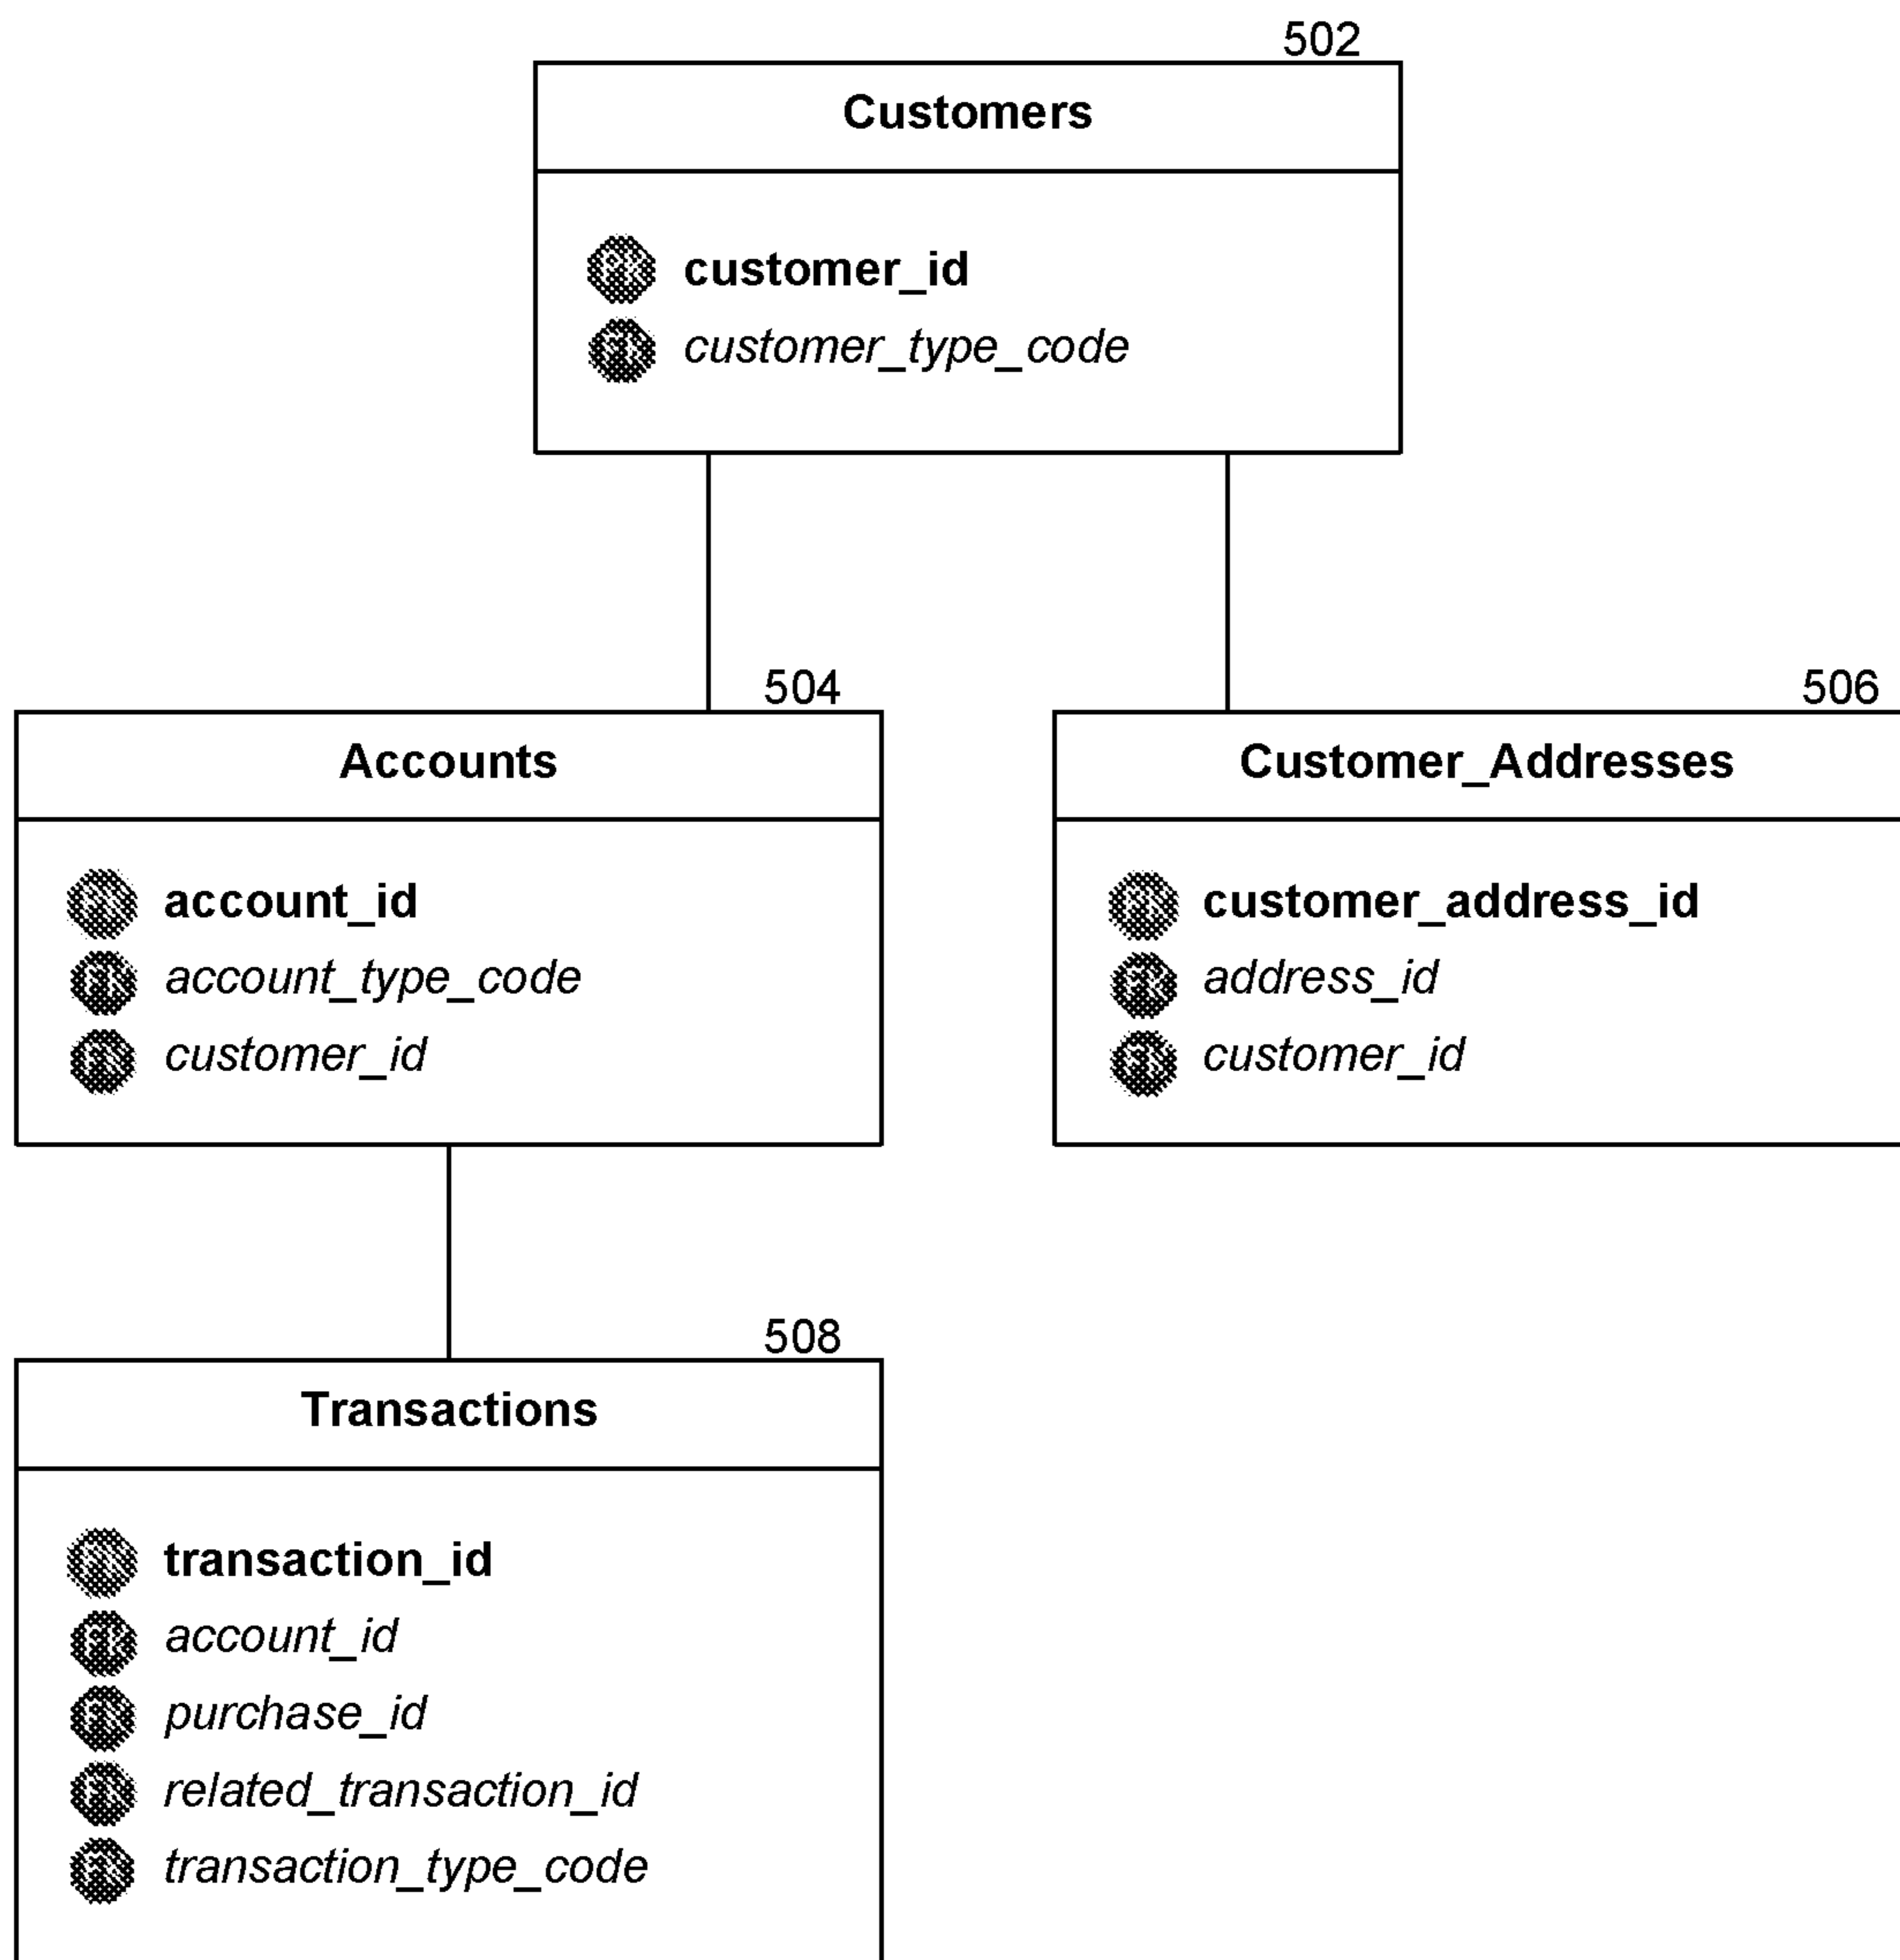 502
Customers
customer_id
customer_type_code
504
Accounts
account_id
account_type_code
customer_id
506
Customer_Addresses
customer_address_id
address_id
customer_id
508
Transactions
transaction_id
account_id
purchase_id
related_transaction_id
transaction_type_code